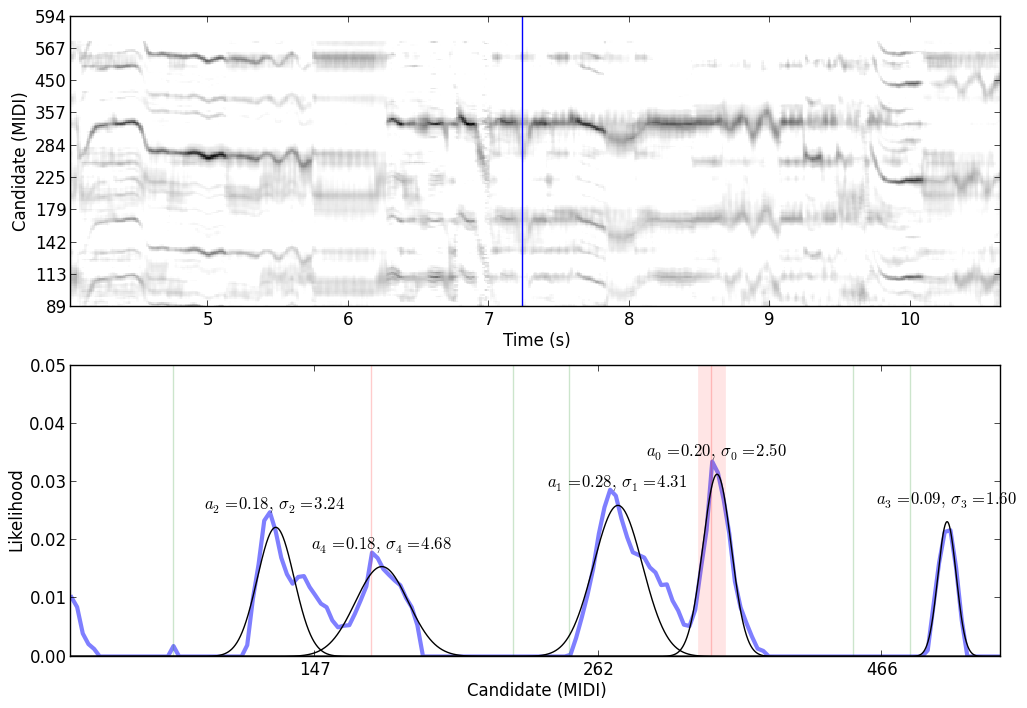 594
567
450
357
284
225
179
142
113
89
Candidate (MIDI)
5 6 7 8 9 10
Time (s)
0.05
0.04
0.03
0.02
0.01
0.00
Likelihood
a0 =0.20, σ0 =2.50
a1 =0.28, σ1 =4.31
a2 =0.18, σ2 =3.24
a3 =0.09, σ3 =1.60
a4 =0.18, σ4 =4.68
147 262 466
Candidate (MIDI)